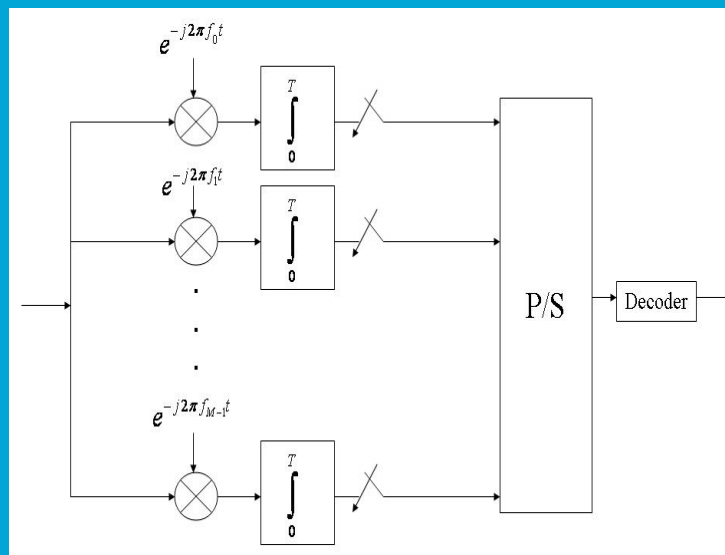 e^{-j2πf_0t}
T
∫
0
e^{-j2πf_1t}
T
∫
0
P/S
Decoder
e^{-j2πf_{M-1}t}
T
∫
0